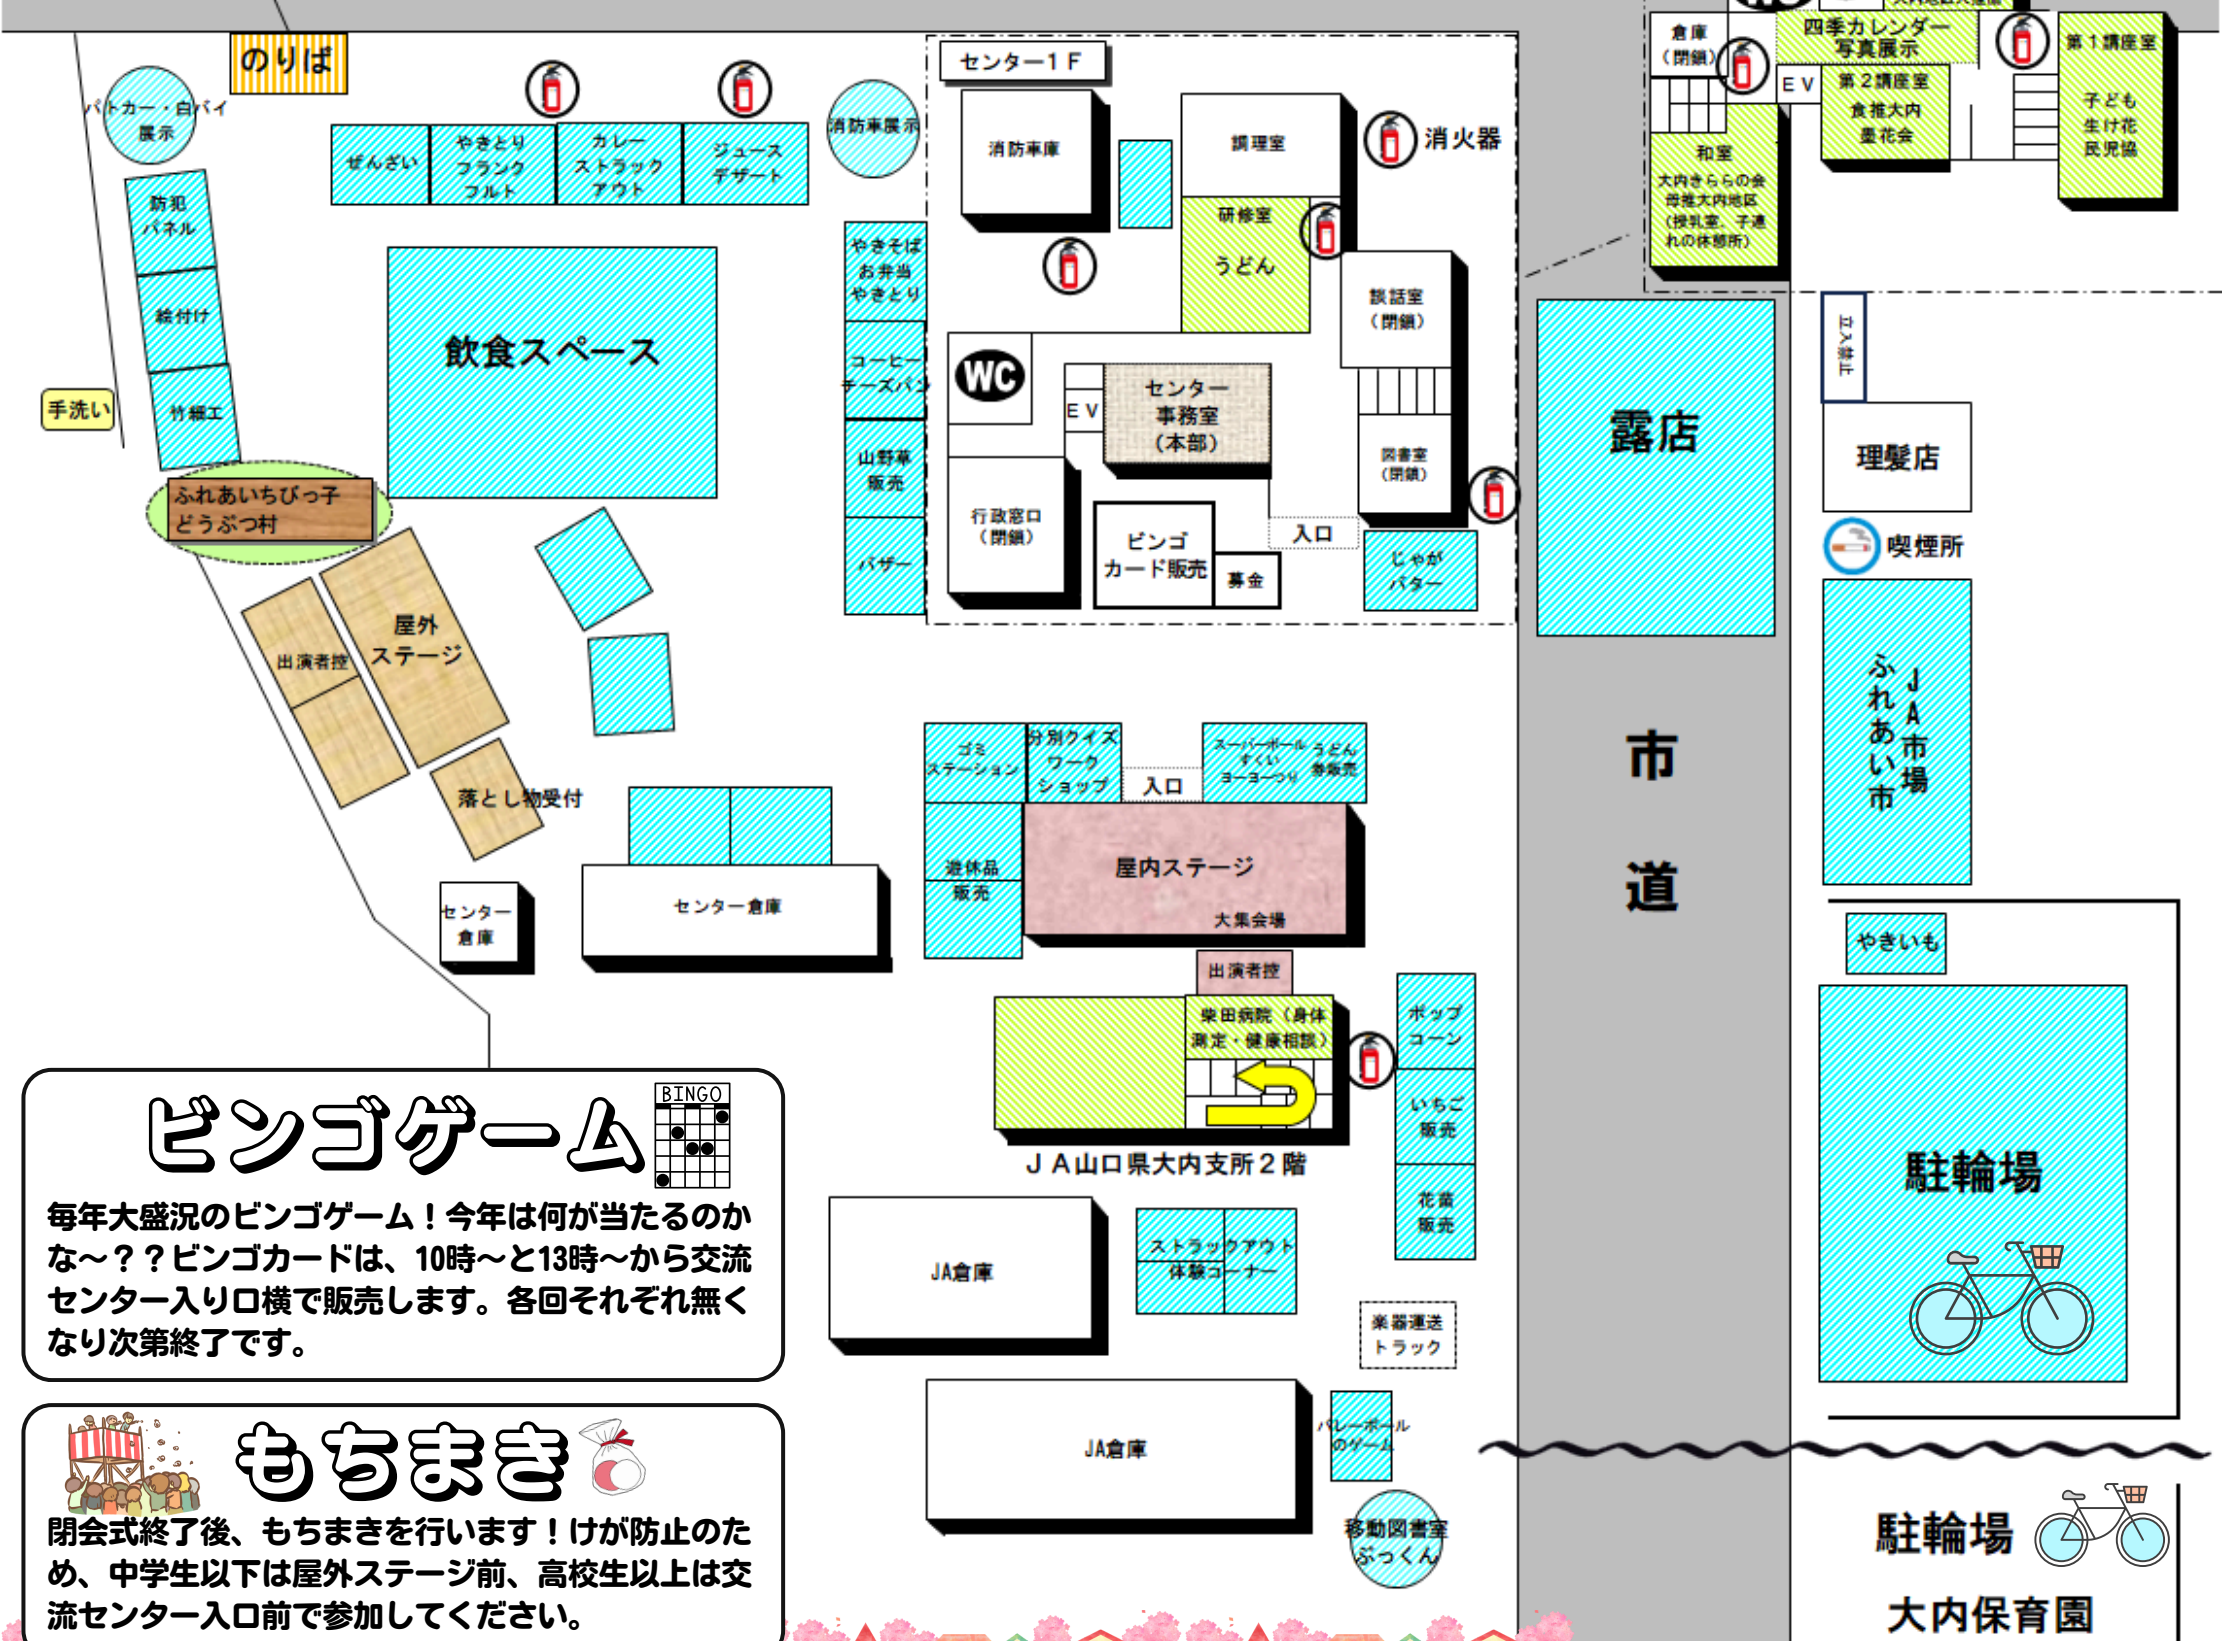 のりば
パトカー・白バイ
展示
ぜんざい
やきとり
フランク
フルト
カレー
ストラック
アウト
ジュース
デザート
消防車展示
防犯
パネル
絵付け
竹細工
手洗い
ふれあいちびっ子
どうぶつ村
飲食スペース
やきそば
お弁当
やきとり
コーヒー
チーズパン
山野草
販売
バザー
センター1F
消防車庫
調理室
消火器
研修室
うどん
談話室
(閉鎖)
WC
EV
センター
事務室
(本部)
図書室
(閉鎖)
行政窓口
(閉鎖)
ビンゴ
カード販売
募金
入口
じゃが
バター
倉庫
(閉鎖)
四季カレンダー
写真展示
第1講座室
子ども
生け花
民児協
EV
第2講座室
食推大内
墨花会
和室
大内きららの会
母推大内地区
(授乳室、子連
れの休憩所)
露店
立入禁止
理髪店
喫煙所
JA市場
ふれあい市
市道
屋外
ステージ
出演者控
落とし物受付
センター
倉庫
センター倉庫
ゴミ
ステーション
分別クイズ
ワーク
ショップ
入口
スーパーボール
すくい
ヨーヨーつり
うどん
券販売
遊休品
販売
屋内ステージ
大集会場
出演者控
柴田病院(身体
測定・健康相談)
JA山口県大内支所2階
ポップ
コーン
いちご
販売
花苗
販売
やきいも
駐輪場
JA倉庫
ストラックアウト
体験コーナー
楽器運送
トラック
JA倉庫
バレーボール
のゲーム
移動図書室
ぶっくん
駐輪場
大内保育園
ビンゴゲーム
BINGO
毎年大盛況のビンゴゲーム!今年は何が当たるのか
な~??ビンゴカードは、10時~と13時~から交流
センター入り口横で販売します。各回それぞれ無く
なり次第終了です。
もちまき
閉会式終了後、もちまきを行います!けが防止のた
め、中学生以下は屋外ステージ前、高校生以上は交
流センター入口前で参加してください。